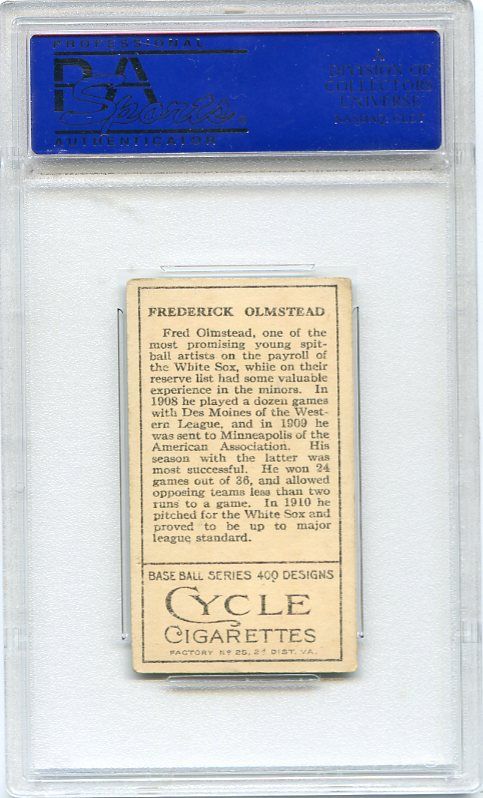 PROFESSIONAL
PSA
Sports
AUTHENTICATOR
A
DIVISION OF
COLLECTORS
UNIVERSE
NASDAQ: CLCT
FREDERICK OLMSTEAD
Fred Olmstead, one of the
most promising young spit-
ball artists on the payroll of
the White Sox, while on their
reserve list had some valuable
experience in the minors. In
1908 he played a dozen games
with Des Moines of the West-
ern League, and in 1909 he
was sent to Minneapolis of the
American Association. His
season with the latter was
most successful. He won 24
games out of 36, and allowed
opposing teams less than two
runs to a game. In 1910 he
pitched for the White Sox and
proved to be up to major
league standard.
BASE BALL SERIES 400 DESIGNS
CYCLE
CIGARETTES
FACTORY Nº 25, 2d DIST. VA.